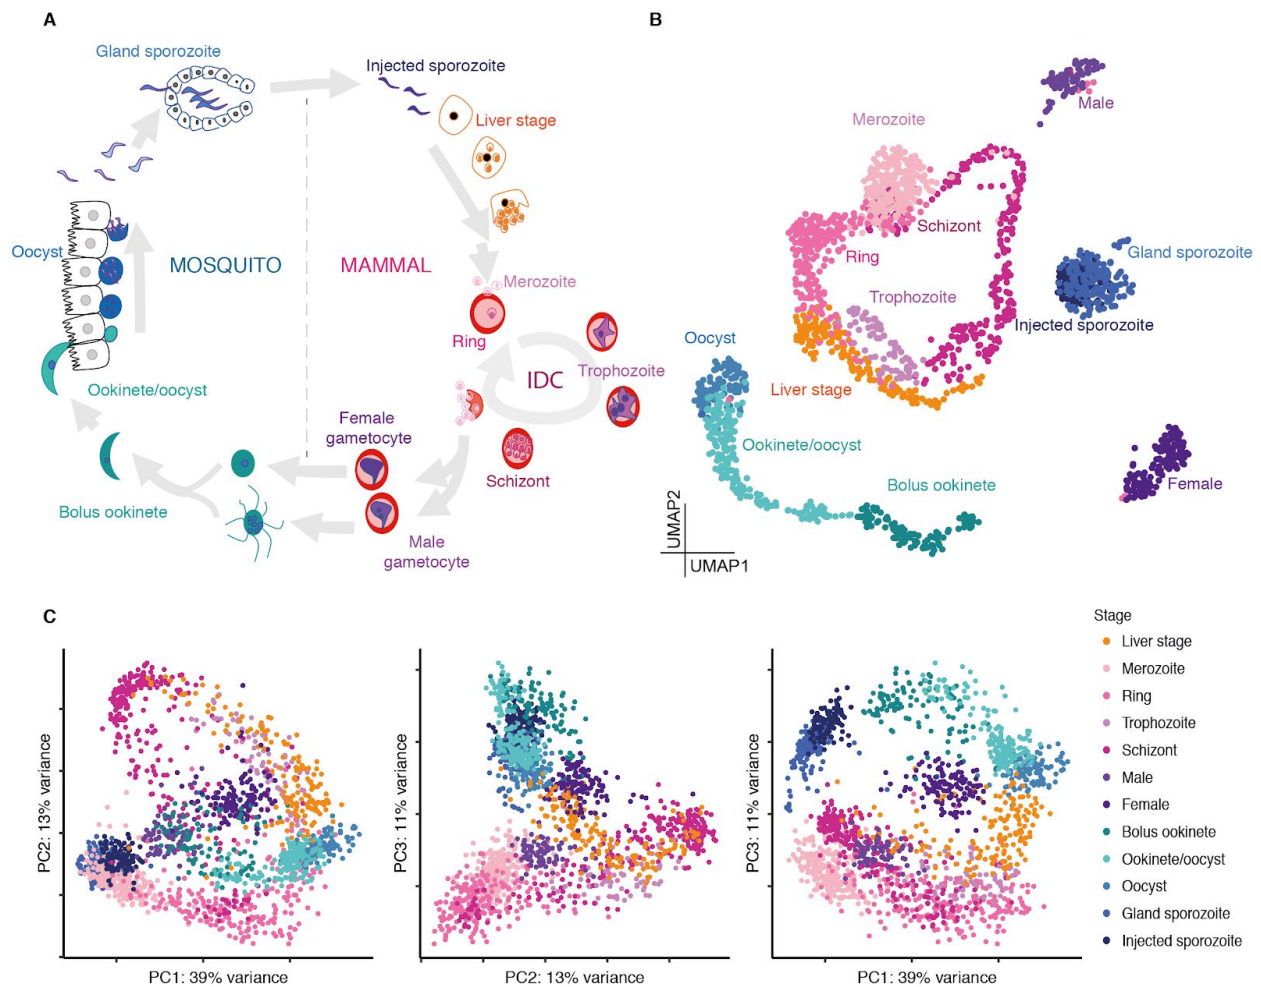 A
Gland sporozoite
Injected sporozoite
Liver stage
Oocyst
MOSQUITO
MAMMAL
Merozoite
Ring
Trophozoite
IDC
Ookinete/oocyst
Female
gametocyte
Schizont
Bolus ookinete
Male
gametocyte
B
Male
Merozoite
Schizont
Ring
Gland sporozoite
Trophozoite
Injected sporozoite
Oocyst
Liver stage
Ookinete/oocyst
Bolus ookinete
Female
UMAP2
UMAP1
C
PC2: 13% variance
PC1: 39% variance
PC3: 11% variance
PC2: 13% variance
PC3: 11% variance
PC1: 39% variance
Stage
Liver stage
Merozoite
Ring
Trophozoite
Schizont
Male
Female
Bolus ookinete
Ookinete/oocyst
Oocyst
Gland sporozoite
Injected sporozoite